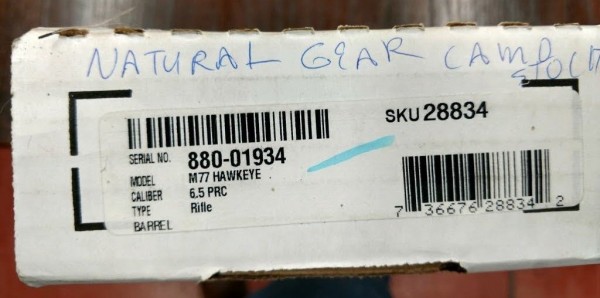 NATURAL GEAR CAMO
SKU 28834
SERIAL NO. 880-01934
MODEL M77 HAWKEYE
CALIBER 6.5 PRC
TYPE Rifle
BARREL
7 36676 28834 2